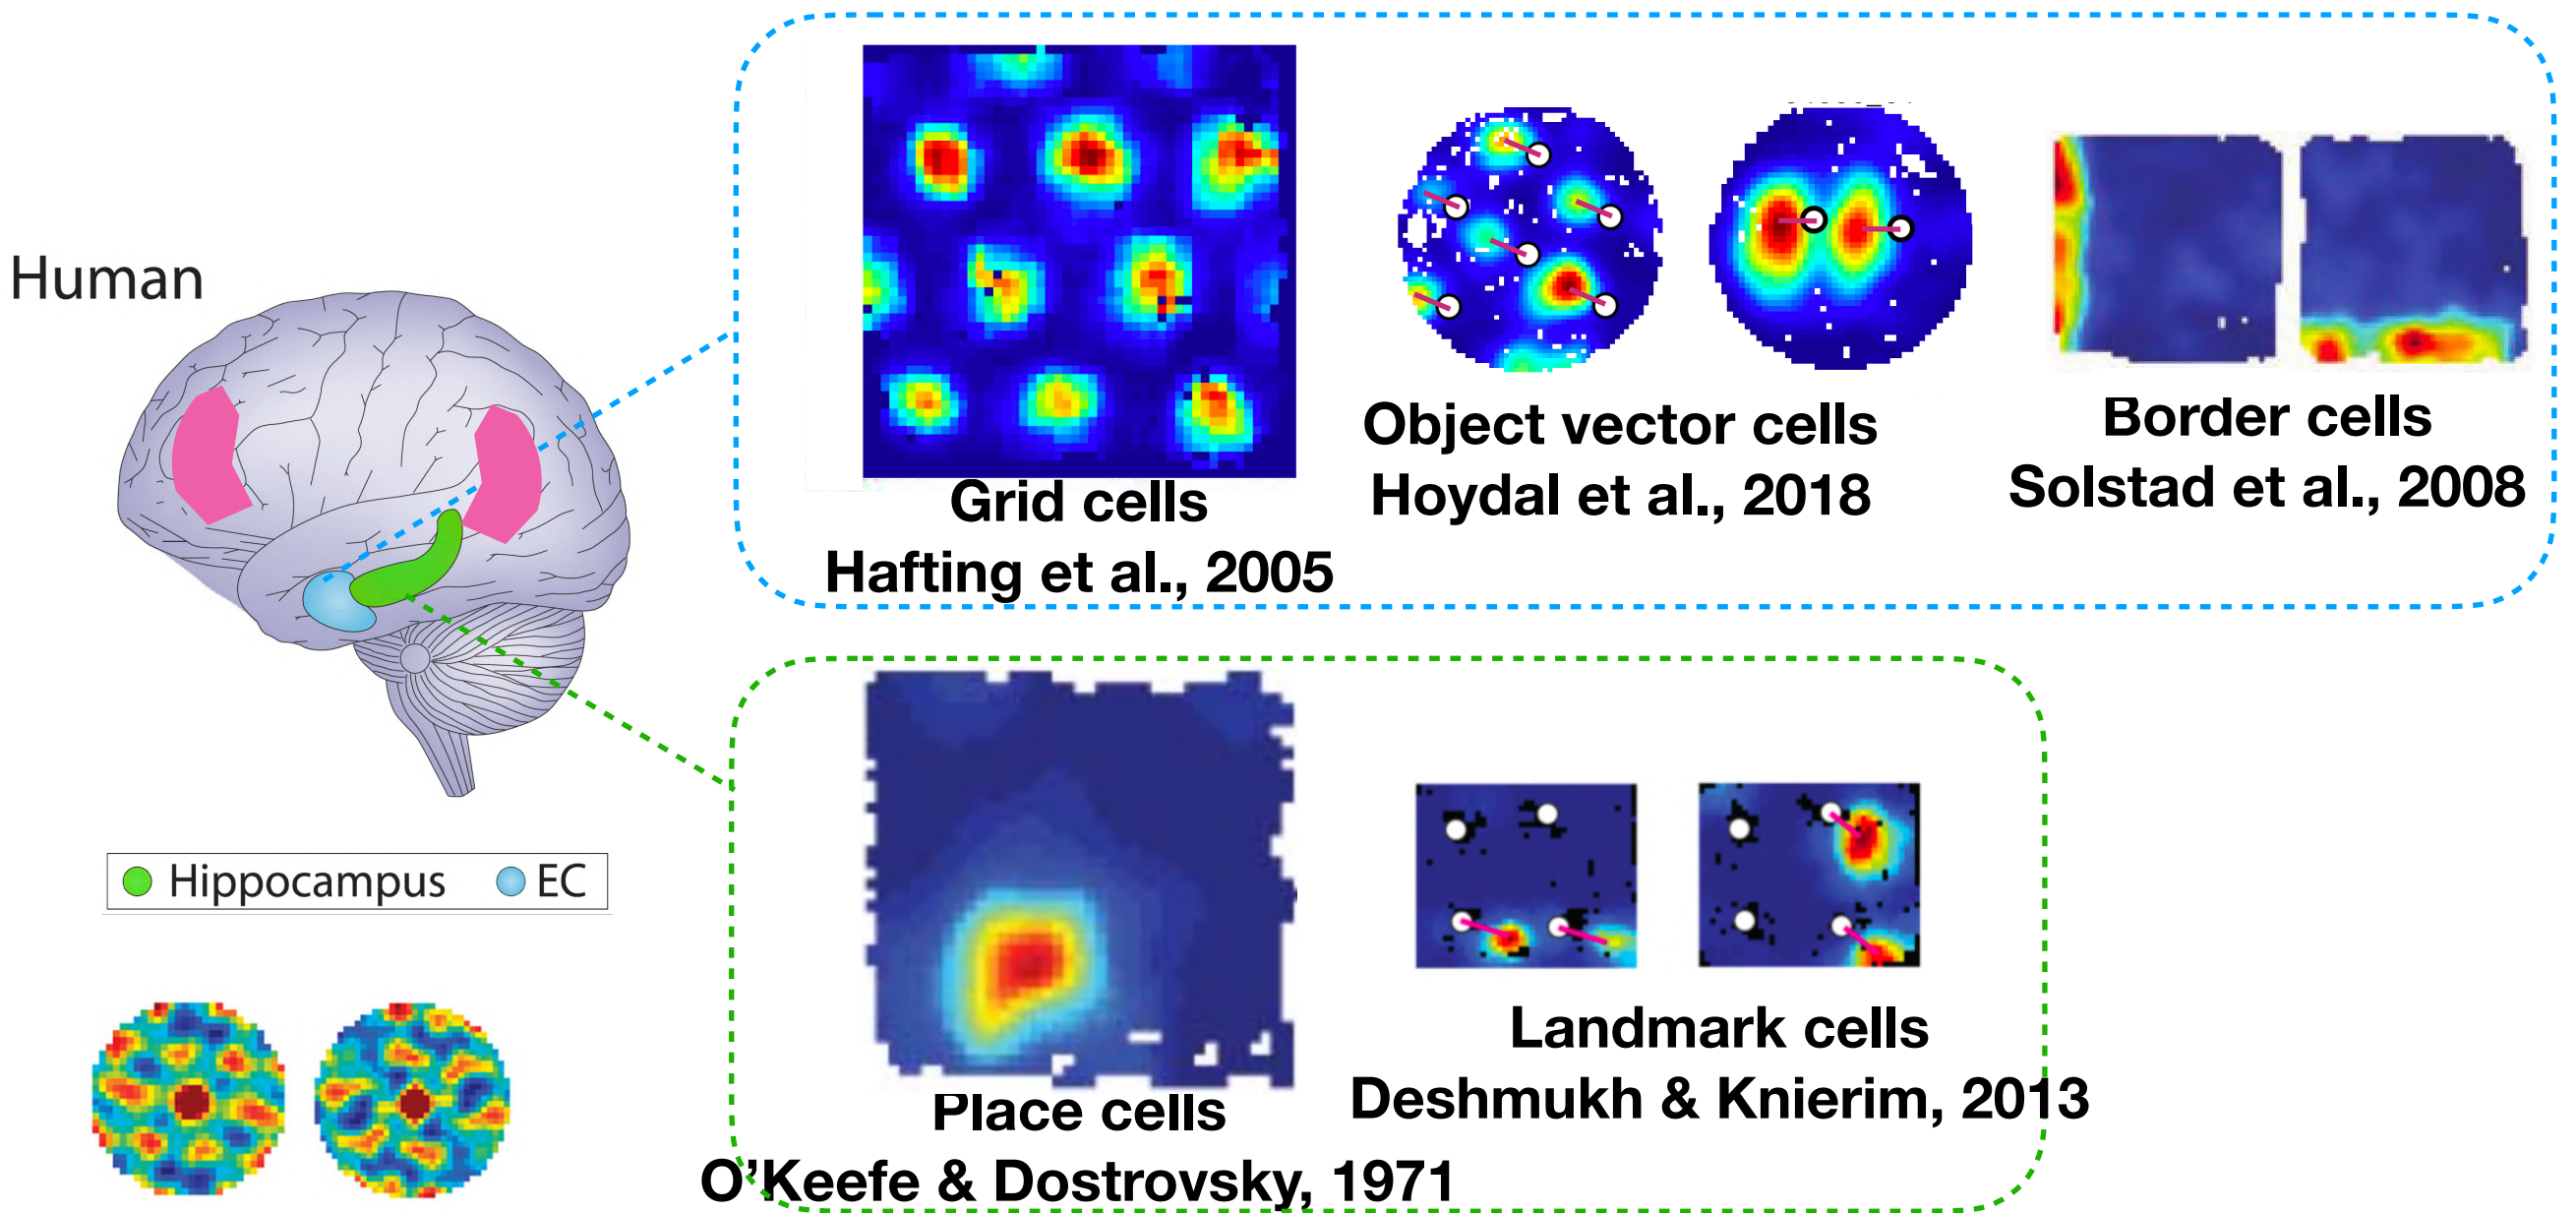 Human
Grid cells
Hafting et al., 2005
Object vector cells
Hoydal et al., 2018
Border cells
Solstad et al., 2008
Hippocampus
EC
Place cells
O'Keefe & Dostrovsky, 1971
Landmark cells
Deshmukh & Knierim, 2013